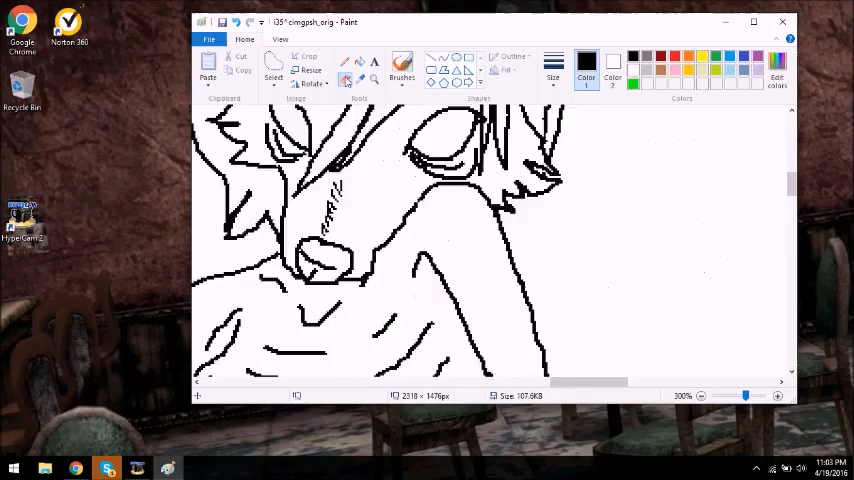 i35^cimgpsh_orig - Paint
File
Home
View
Paste
Cut
Copy
Clipboard
Select
Crop
Resize
Rotate
Image
A
Tools
Brushes
Outline
Fill
Shapes
Size
Color 1
Color 2
Edit colors
Colors
Google Chrome
Norton 360
Recycle Bin
HYPERCAM
HyperCam 2
2318 × 1476px
Size: 107.6KB
300%
11:03 PM
4/19/2016